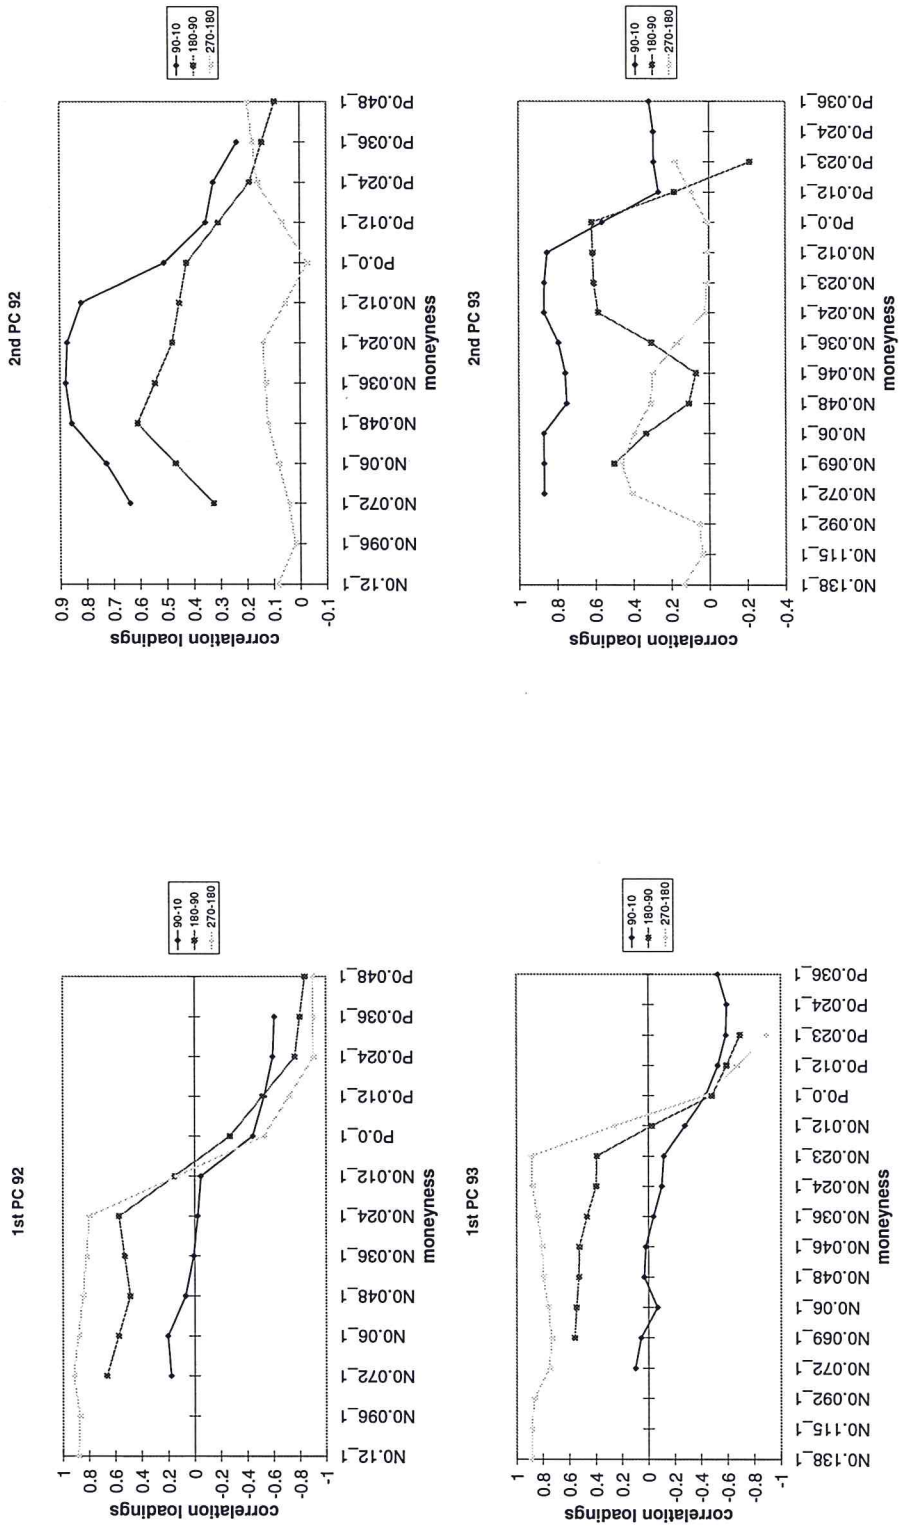 1st PC 92
correlation loadings
1
0.8
0.6
0.4
0.2
0
-0.2
-0.4
-0.6
-0.8
-1
N0.12_1
N0.096_1
N0.072_1
N0.06_1
N0.048_1
N0.036_1
N0.024_1
N0.012_1
P0.0_1
P0.012_1
P0.024_1
P0.036_1
P0.048_1
moneyness
90-10
180-90
270-180
2nd PC 92
correlation loadings
0.9
0.8
0.7
0.6
0.5
0.4
0.3
0.2
0.1
0
-0.1
N0.12_1
N0.096_1
N0.072_1
N0.06_1
N0.048_1
N0.036_1
N0.024_1
N0.012_1
P0.0_1
P0.012_1
P0.024_1
P0.036_1
P0.048_1
moneyness
90-10
180-90
270-180
1st PC 93
correlation loadings
1
0.8
0.6
0.4
0.2
0
-0.2
-0.4
-0.6
-0.8
-1
N0.138_1
N0.115_1
N0.092_1
N0.072_1
N0.069_1
N0.06_1
N0.048_1
N0.046_1
N0.036_1
N0.024_1
N0.023_1
N0.012_1
P0.0_1
P0.012_1
P0.023_1
P0.024_1
P0.036_1
moneyness
90-10
180-90
270-180
2nd PC 93
correlation loadings
1
0.8
0.6
0.4
0.2
0
-0.2
-0.4
N0.138_1
N0.115_1
N0.092_1
N0.072_1
N0.069_1
N0.06_1
N0.048_1
N0.046_1
N0.036_1
N0.024_1
N0.023_1
N0.012_1
P0.0_1
P0.012_1
P0.023_1
P0.024_1
P0.036_1
moneyness
90-10
180-90
270-180